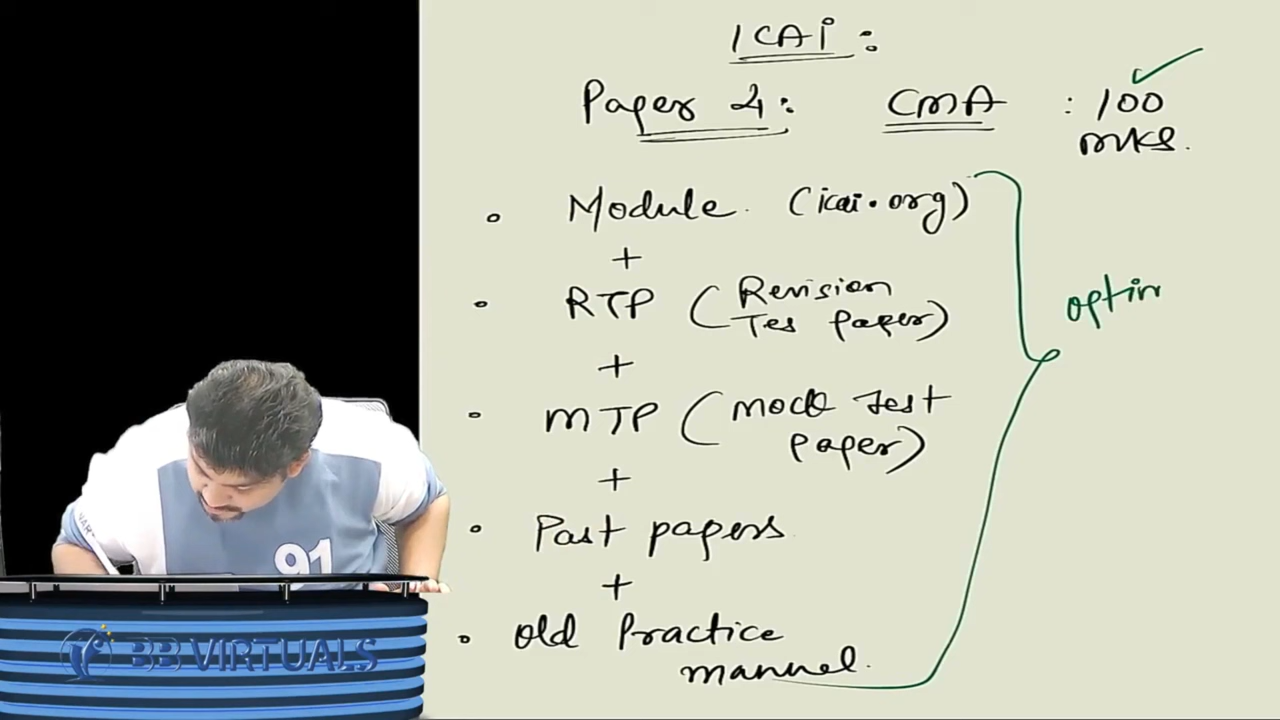 ICAI :
Paper 4 : CMA : 100
mks.
Module. (icai.org)
+
RTP (Revision
Tes paper)
optim
+
MTP (mock Test
paper)
+
Past papers
+
Old Practice
manuel.
91
BB VIRTUALS